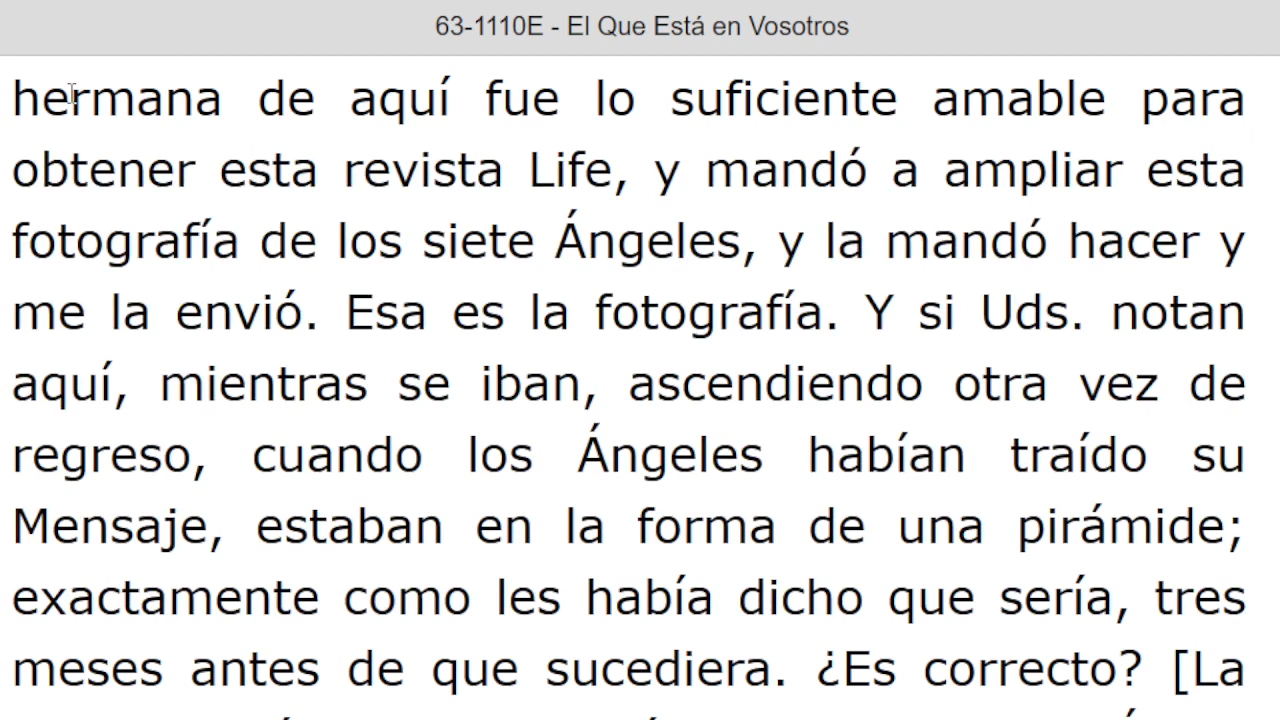 63-1110E - El Que Está en Vosotros
hermana de aquí fue lo suficiente amable para
obtener esta revista Life, y mandó a ampliar esta
fotografía de los siete Ángeles, y la mandó hacer y
me la envió. Esa es la fotografía. Y si Uds. notan
aquí, mientras se iban, ascendiendo otra vez de
regreso, cuando los Ángeles habían traído su
Mensaje, estaban en la forma de una pirámide;
exactamente como les había dicho que sería, tres
meses antes de que sucediera. ¿Es correcto? [La